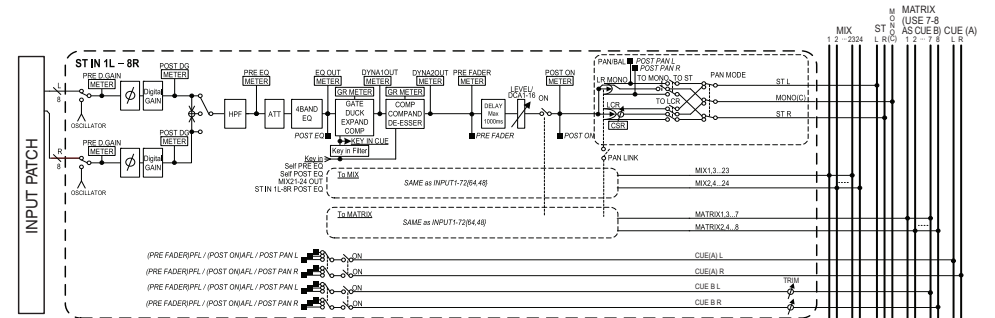 MIX
1 2 ··· 2324
ST
L R
MONO
(C)
MATRIX
(USE 7-8
AS CUE B)
1 2 ··· 7 8
CUE (A)
L R
INPUT PATCH
ST IN 1L – 8R
L
8
PRE D.GAIN
METER
OSCILLATOR
Digital
GAIN
POST DG
METER
R
8
PRE D.GAIN
METER
OSCILLATOR
Digital
GAIN
POST DG
METER
HPF
PRE EQ
METER
ATT
4BAND
EQ
EQ OUT
METER
POST EQ
DYNA1OUT
METER
GR METER
GATE
DUCK
EXPAND
COMP
KEY IN CUE
Key in Filter
DYNA2OUT
METER
GR METER
COMP
COMPAND
DE-ESSER
PRE FADER
METER
PRE FADER
DELAY
Max
1000ms
LEVEL/
DCA1-16
ON
POST ON
METER
POST ON
PAN/BAL
POST PAN L
POST PAN R
LR MONO
TO MONO
TO ST
PAN MODE
LCR
TO LCR
CSR
PAN LINK
ST L
MONO(C)
ST R
Key in
Self PRE EQ
Self POST EQ
MIX21-24 OUT
ST IN 1L-8R POST EQ
To MIX
SAME as INPUT1-72{64,48}
MIX1,3...23
MIX2,4...24
To MATRIX
SAME as INPUT1-72{64,48}
MATRIX1,3...7
MATRIX2,4...8
(PRE FADER)PFL / (POST ON)AFL / POST PAN L
ON
CUE(A) L
(PRE FADER)PFL / (POST ON)AFL / POST PAN R
ON
CUE(A) R
(PRE FADER)PFL / (POST ON)AFL / POST PAN L
ON
CUE B L
TRIM
(PRE FADER)PFL / (POST ON)AFL / POST PAN R
ON
CUE B R